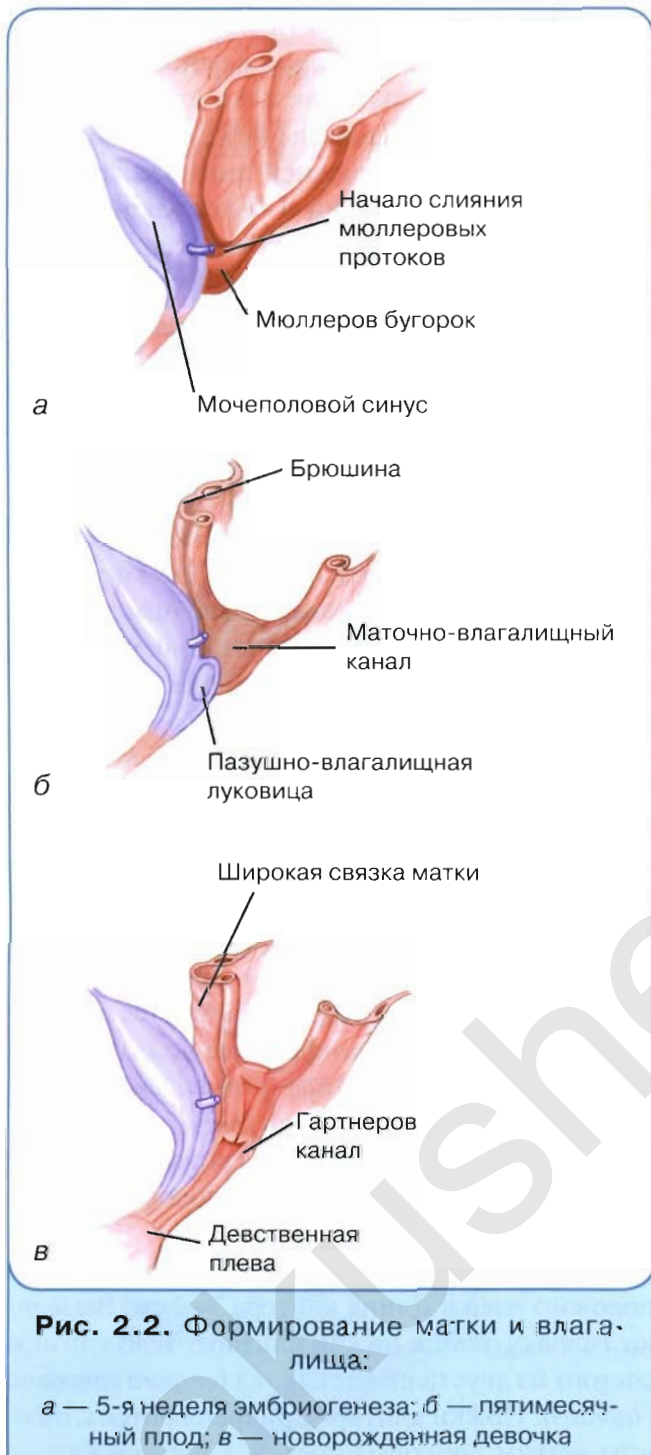 Начало слияния
мюллеровых
протоков
Мюллеров бугорок
Мочеполовой синус
а
Брюшина
Маточно-влагалищный
канал
Пазушно-влагалищная
луковица
б
Широкая связка матки
Гартнеров
канал
Девственная
плева
в
Рис. 2.2. Формирование матки и влага-
лища:
а — 5-я неделя эмбриогенеза; б — пятимесяч-
ный плод; в — новорожденная девочка